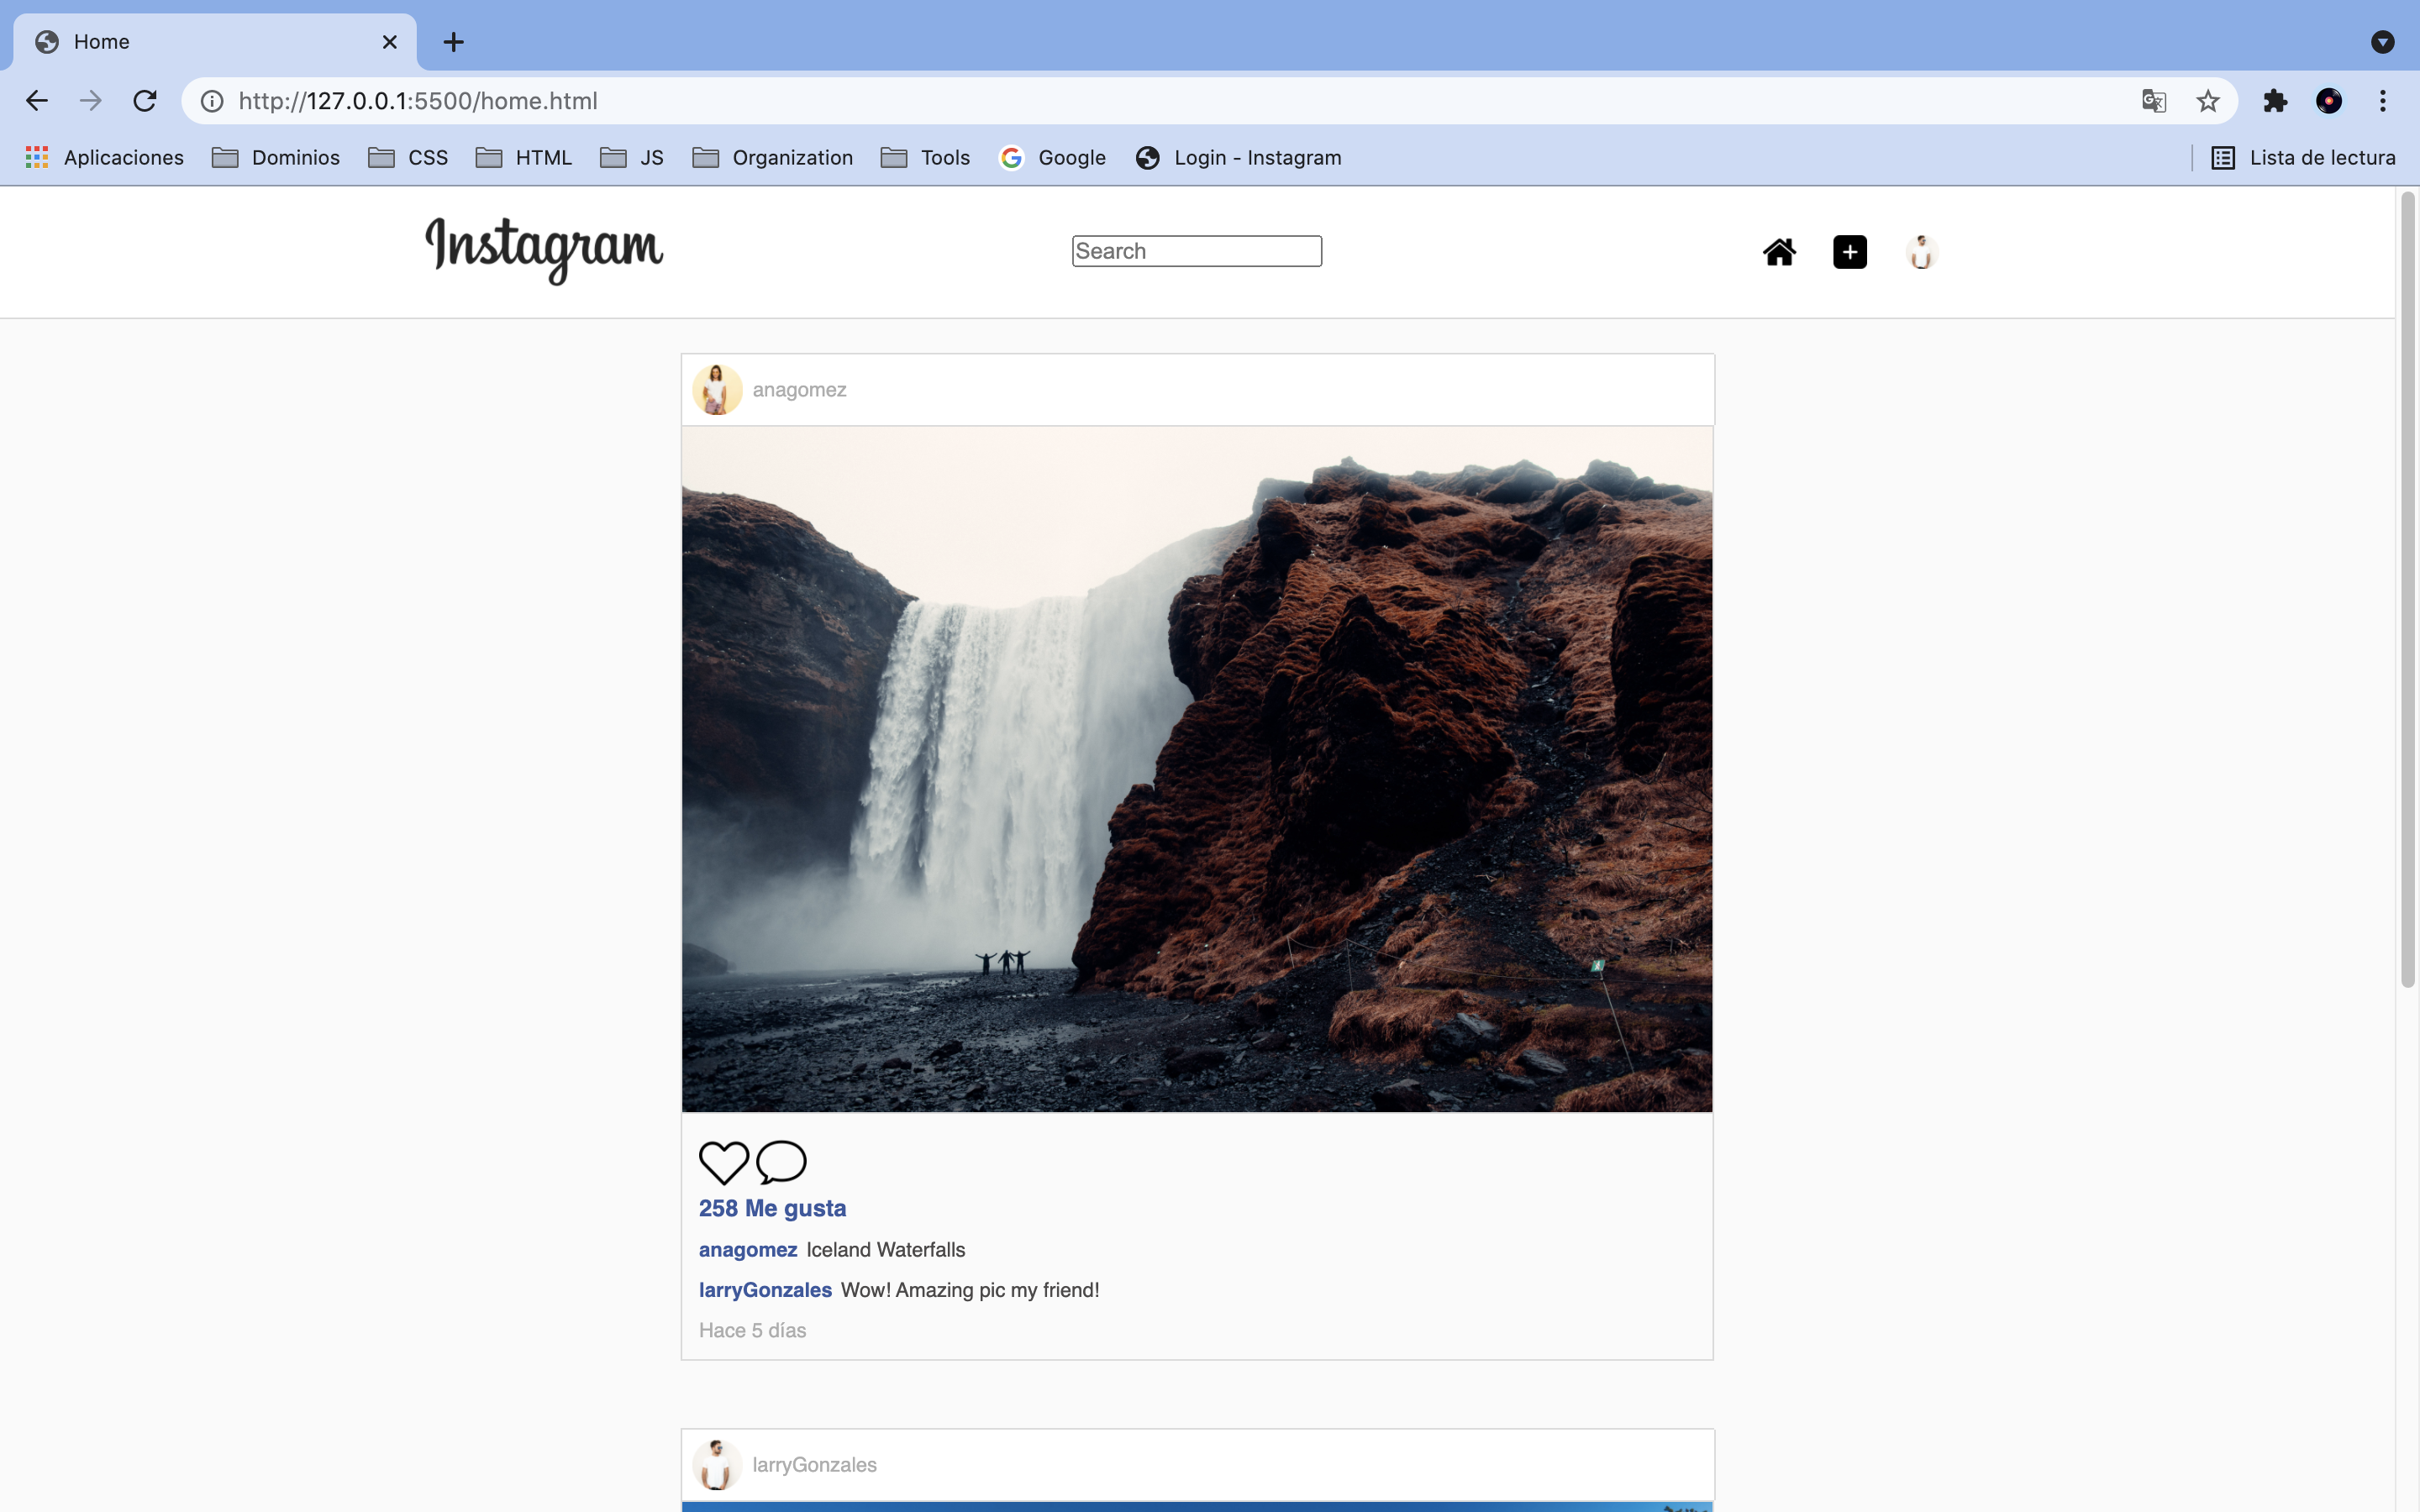 Home
http://127.0.0.1:5500/home.html
Aplicaciones Dominios CSS HTML JS Organization Tools Google Login - Instagram Lista de lectura
Instagram Search
anagomez
258 Me gusta
anagomez Iceland Waterfalls
larryGonzales Wow! Amazing pic my friend!
Hace 5 días
larryGonzales